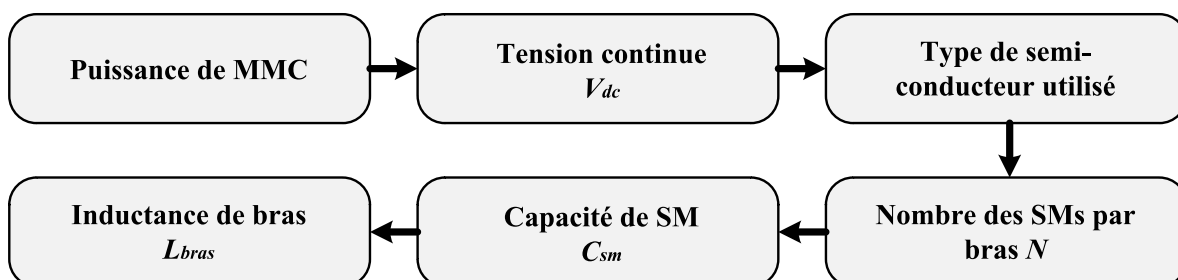 Puissance de MMC
Tension continue
Vdc
Type de semi-
conducteur utilisé
Nombre des SMs par
bras N
Capacité de SM
Csm
Inductance de bras
Lbras